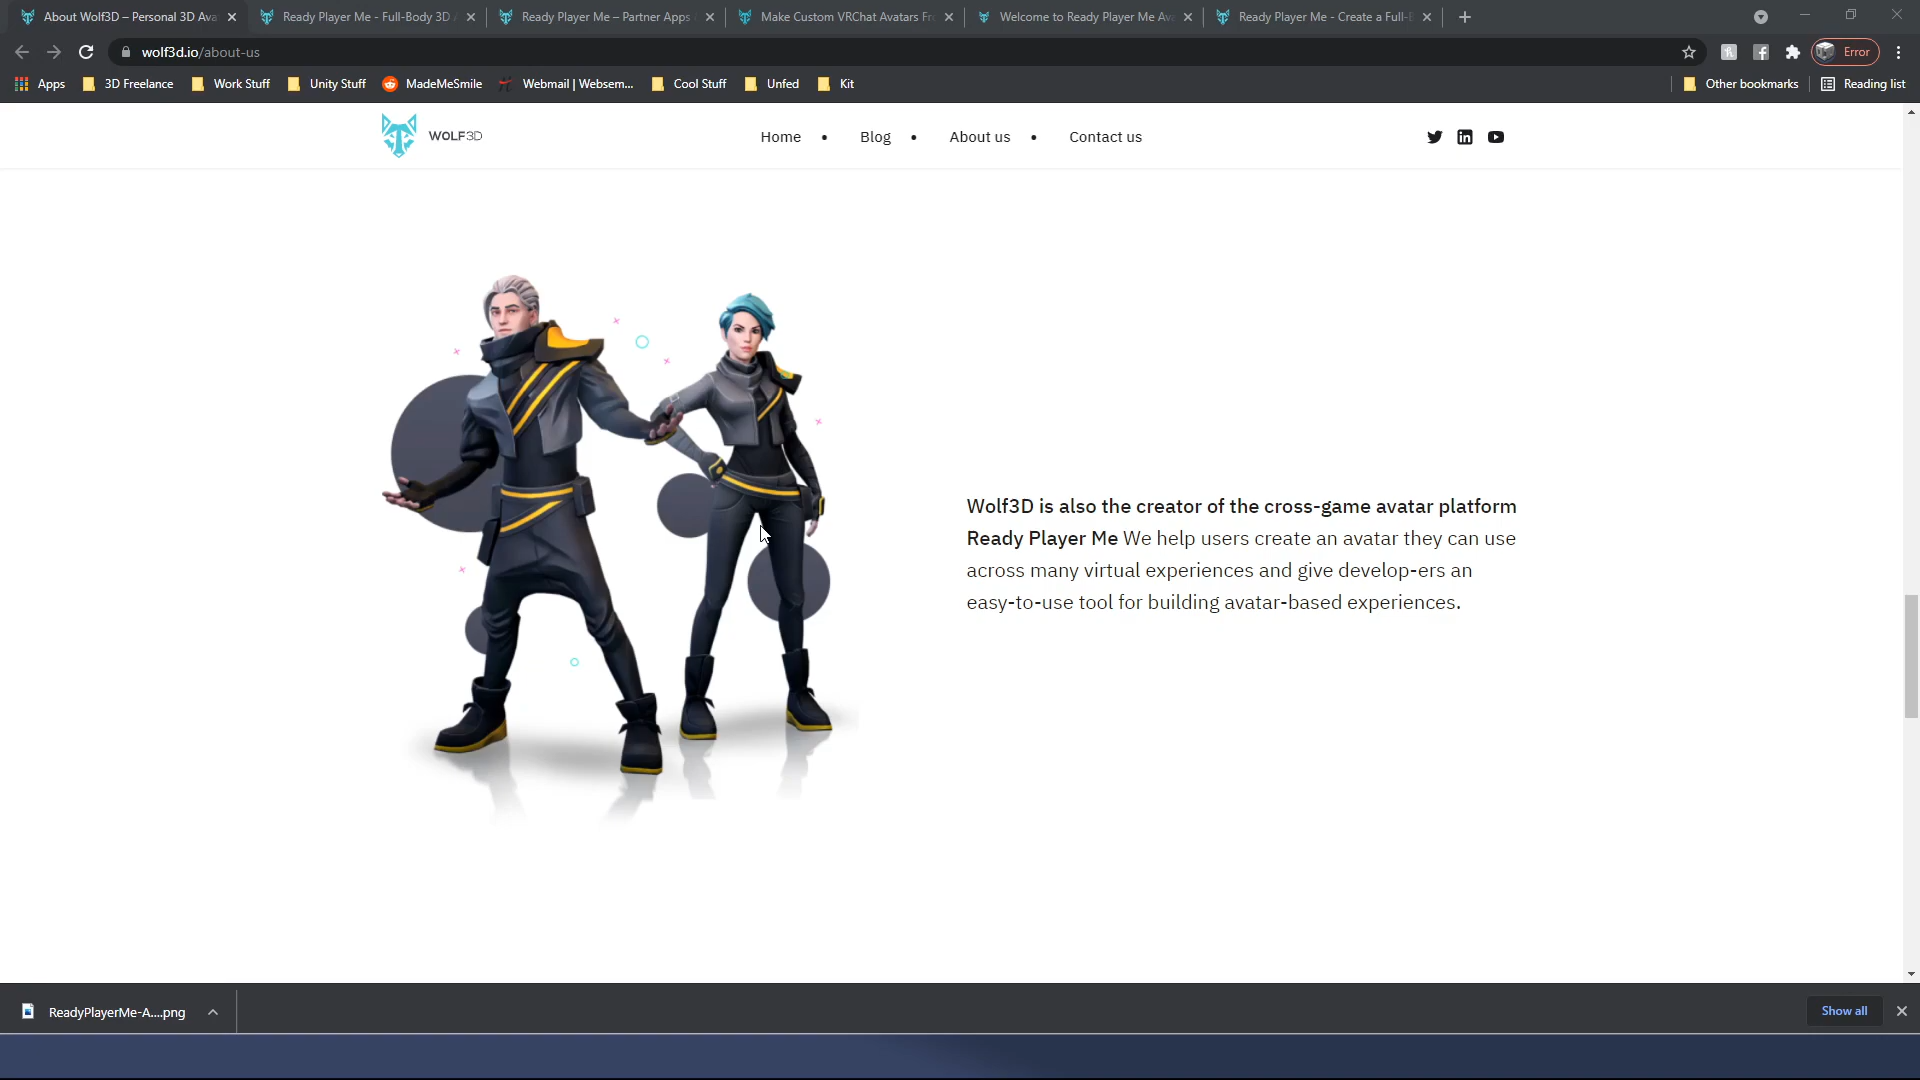 About Wolf3D – Personal 3D Ava
Ready Player Me - Full-Body 3D
Ready Player Me – Partner Apps
Make Custom VRChat Avatars Fr
Welcome to Ready Player Me Ava
Ready Player Me - Create a Full-B
wolf3d.io/about-us
Error
Apps
3D Freelance
Work Stuff
Unity Stuff
MadeMeSmile
Webmail | Websem...
Cool Stuff
Unfed
Kit
Other bookmarks
Reading list
WOLF3D
Home
Blog
About us
Contact us
Wolf3D is also the creator of the cross-game avatar platform
Ready Player Me We help users create an avatar they can use
across many virtual experiences and give develop-ers an
easy-to-use tool for building avatar-based experiences.
ReadyPlayerMe-A....png
Show all